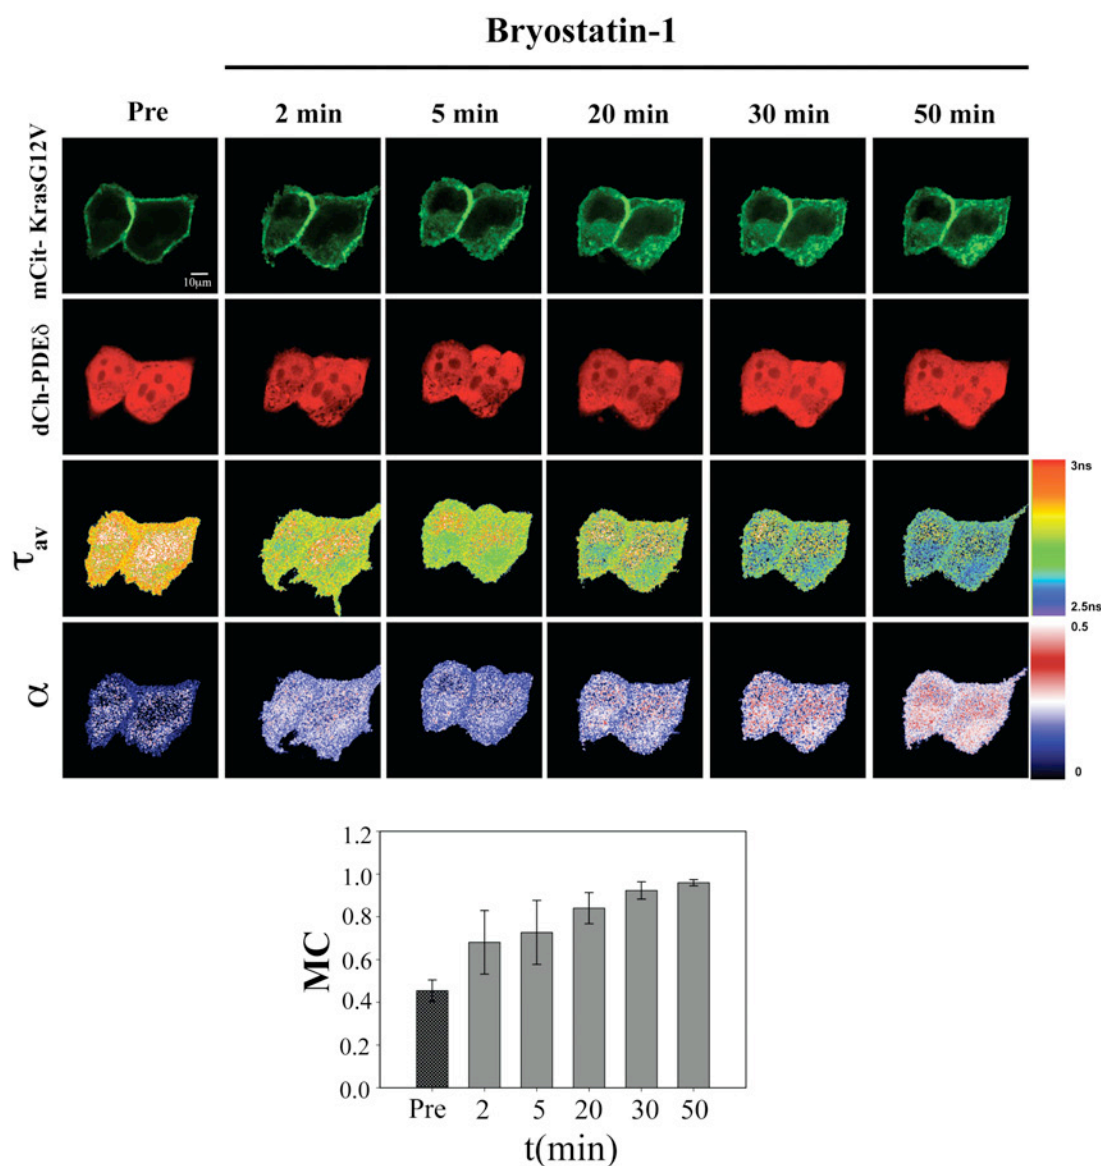 Bryostatin-1
Pre 2 min 5 min 20 min 30 min 50 min
mCit- KrasG12V
10µm
dCh-PDEδ
τav
3ns
2.5ns
α
0.5
0
MC
1.2
1.0
0.8
0.6
0.4
0.2
0.0
Pre 2 5 20 30 50
t(min)